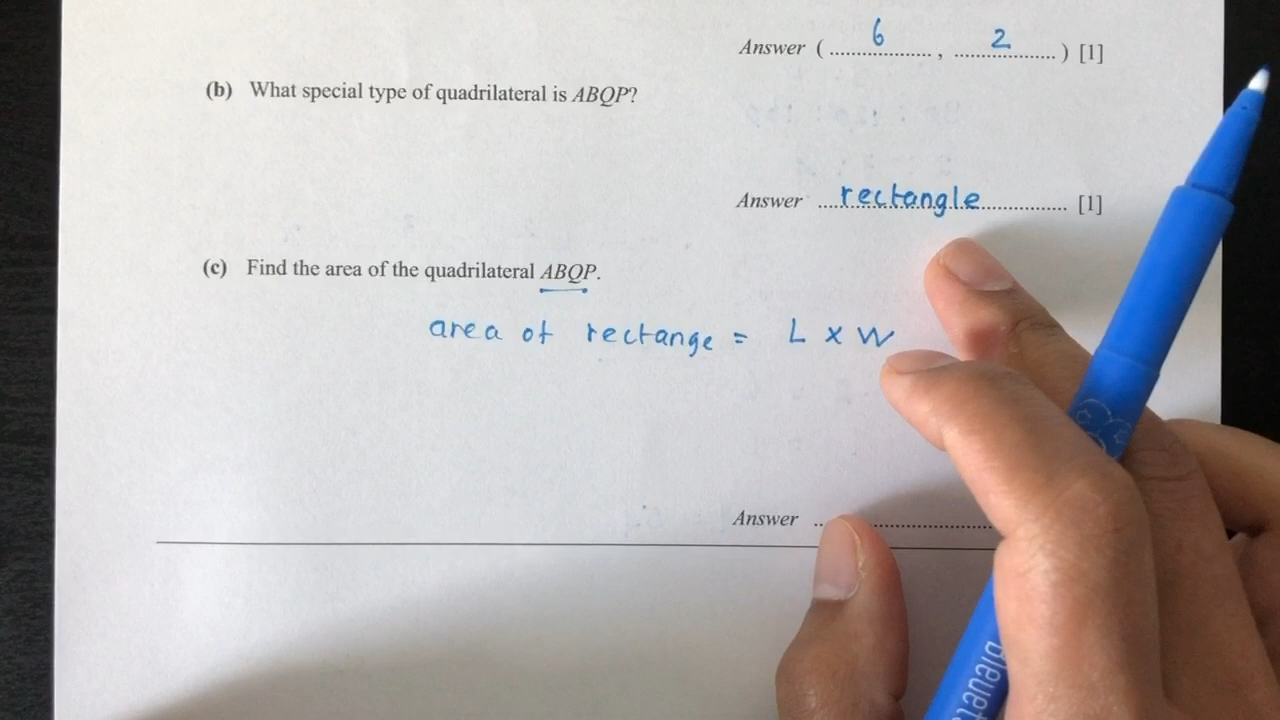 6 2
Answer ( .................... , .................... ) [1]
(b) What special type of quadrilateral is ABQP?
Answer rectangle [1]
(c) Find the area of the quadrilateral ABQP.
area of rectange = L x W
Answer
Bleuet